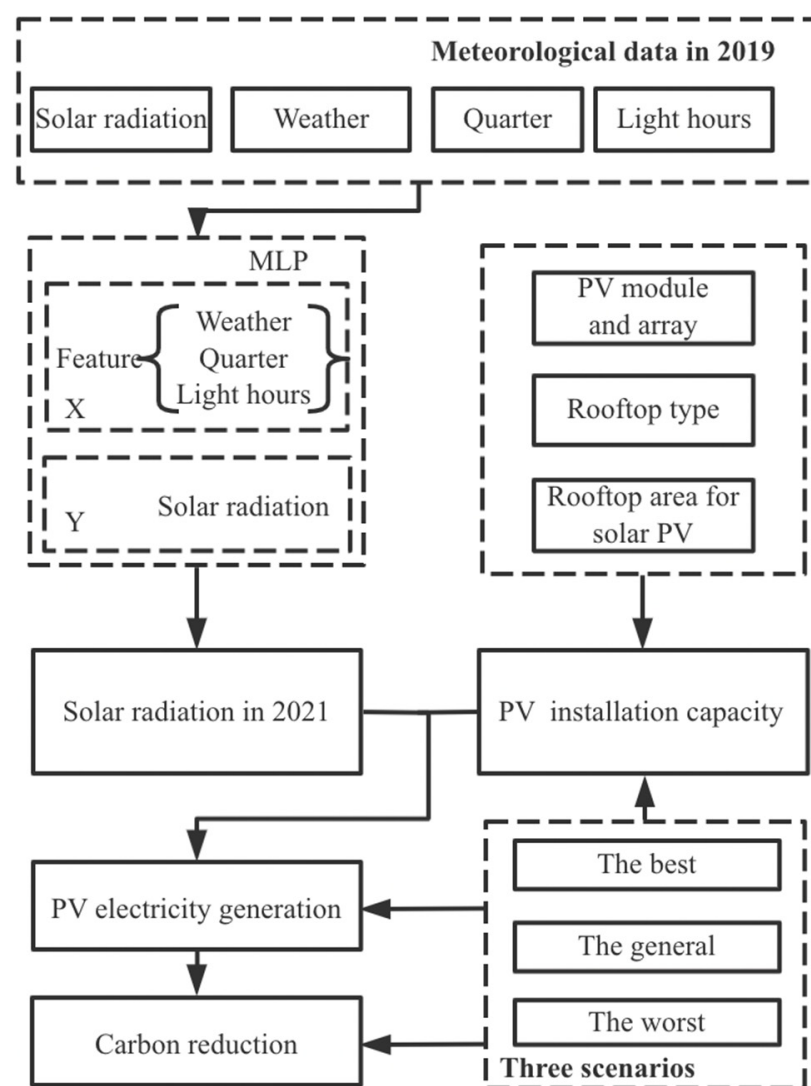 Meteorological data in 2019
Solar radiation
Weather
Quarter
Light hours
MLP
Feature
Weather
Quarter
Light hours
X
Y
Solar radiation
PV module
and array
Rooftop type
Rooftop area for
solar PV
Solar radiation in 2021
PV installation capacity
PV electricity generation
Carbon reduction
The best
The general
The worst
Three scenarios